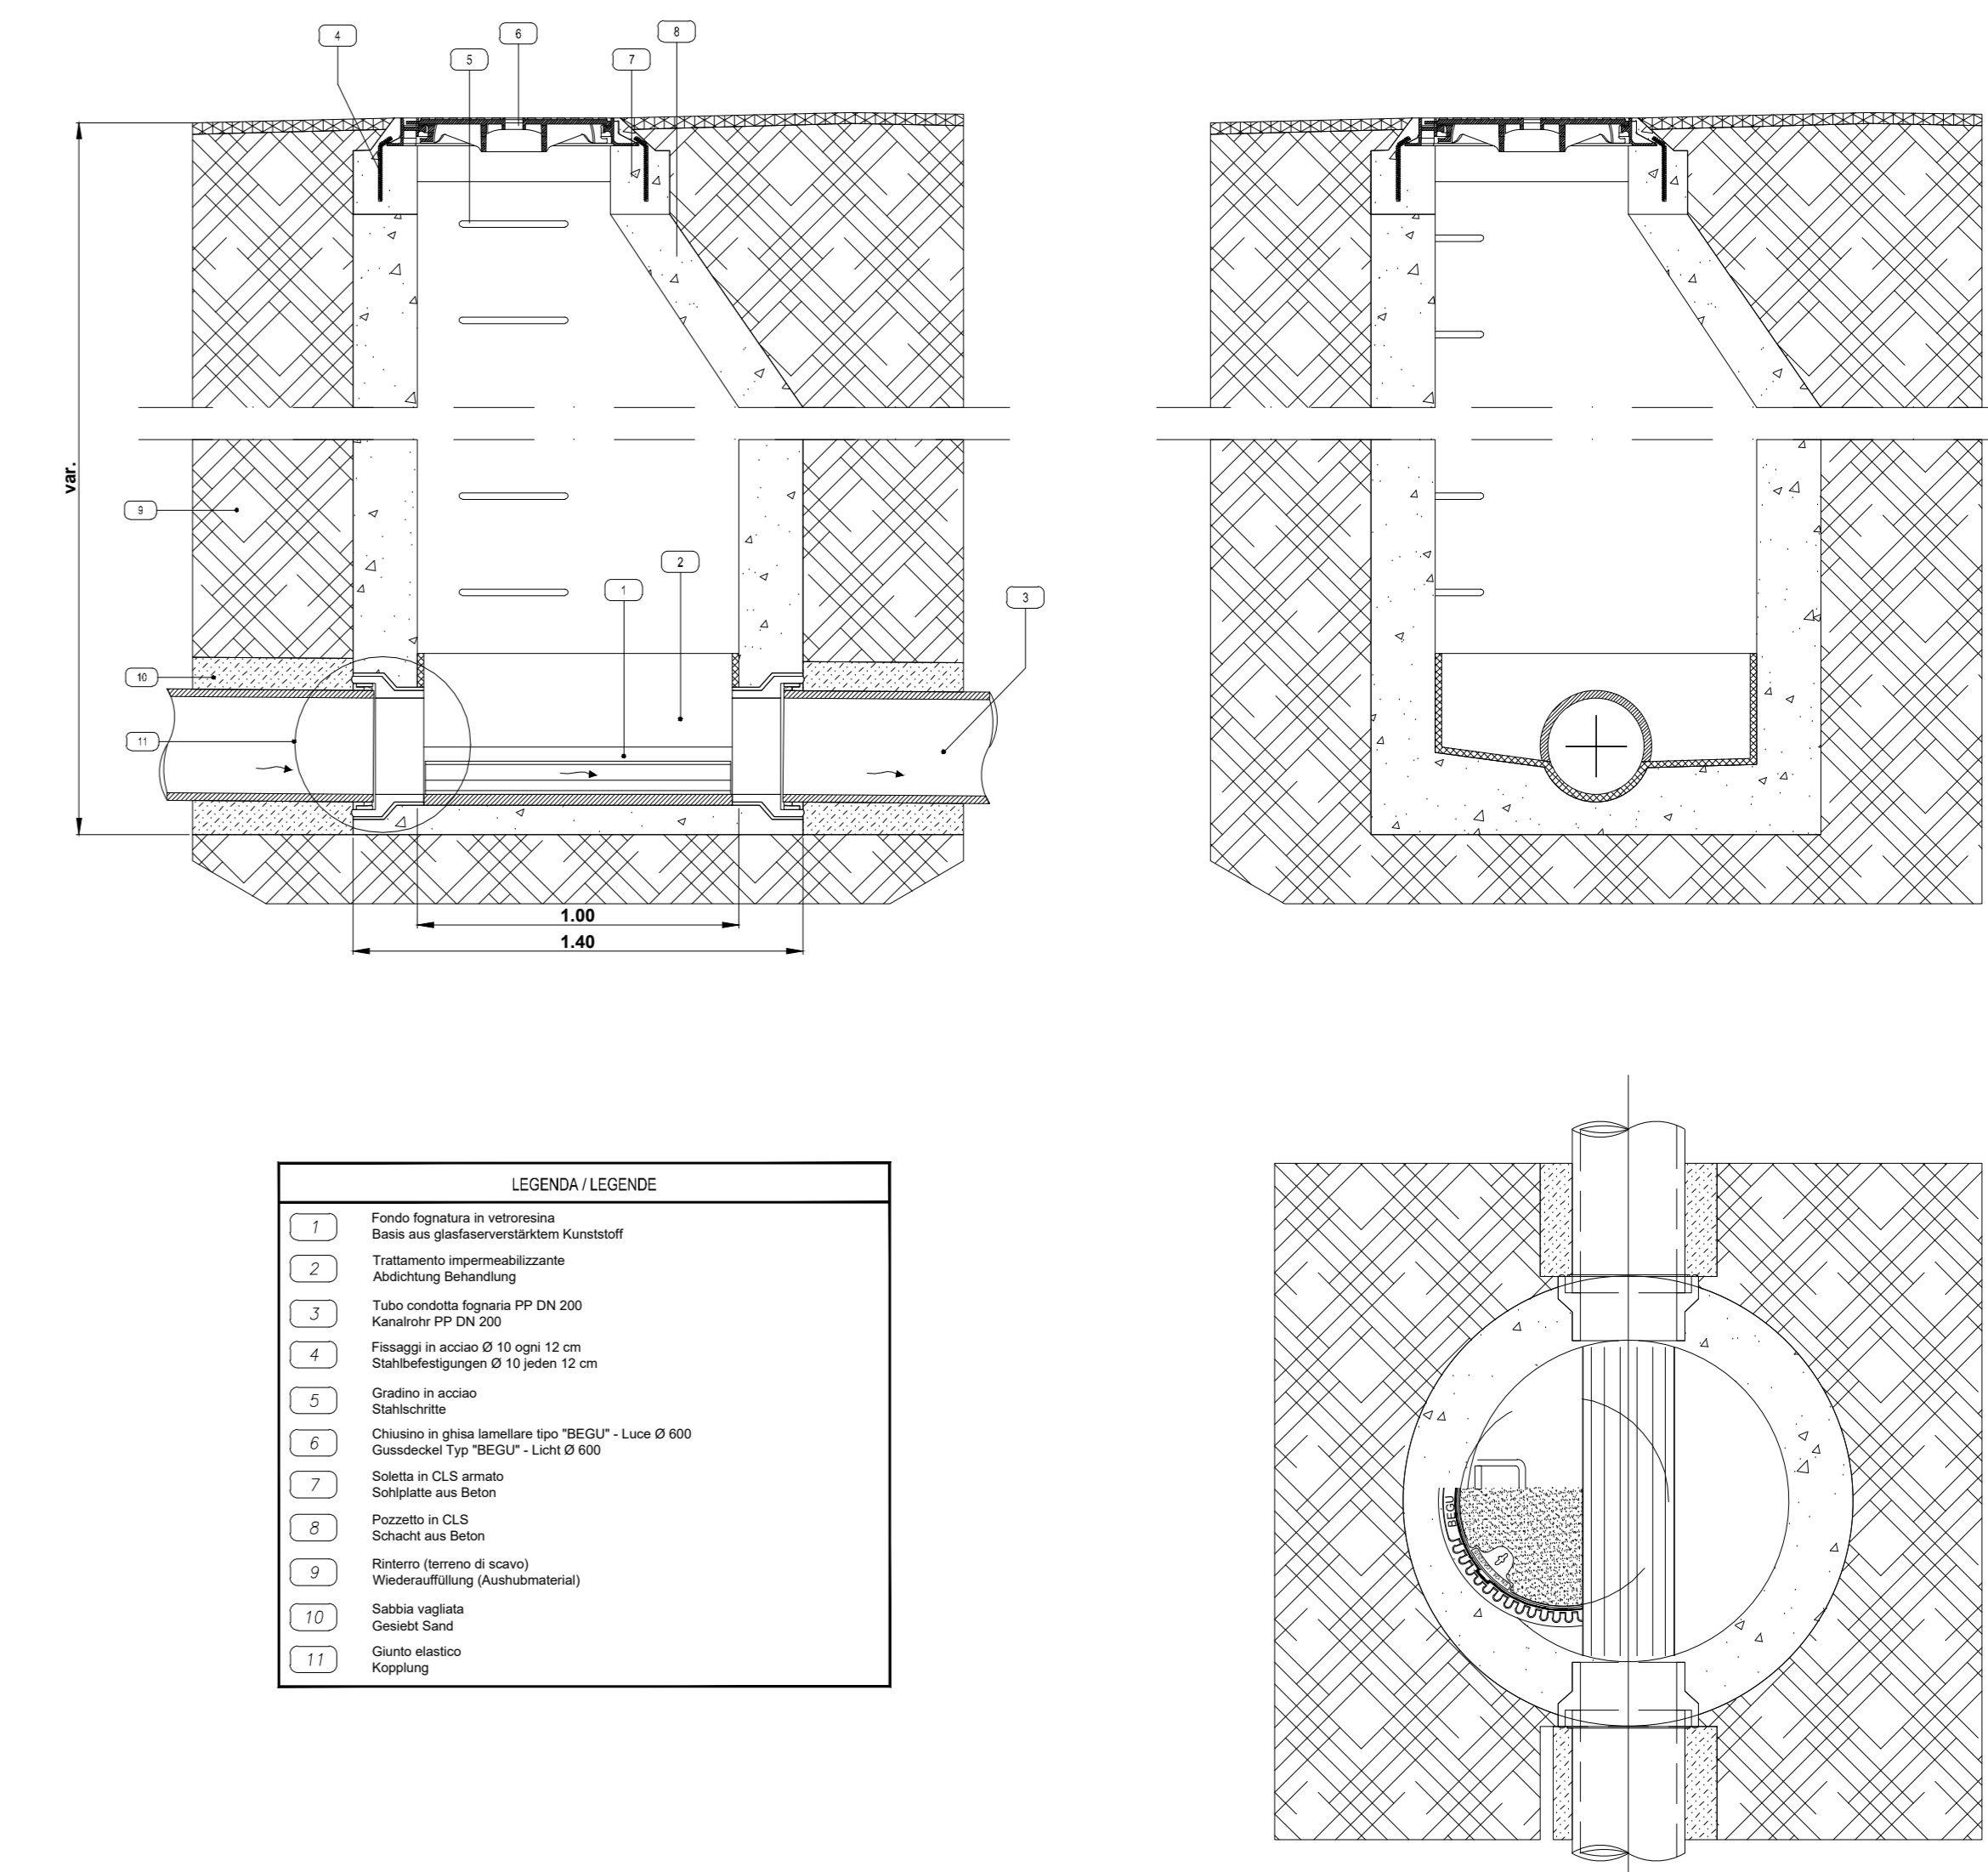 4
6
8
5
7
var.
9
2
1
3
10
11
1.00
1.40
LEGENDA / LEGENDE
1
Fondo fognatura in vetroresina
Basis aus glasfaserverstärktem Kunststoff
2
Trattamento impermeabilizzante
Abdichtung Behandlung
3
Tubo condotta fognaria PP DN 200
Kanalrohr PP DN 200
4
Fissaggi in acciao Ø 10 ogni 12 cm
Stahlbefestigungen Ø 10 jeden 12 cm
5
Gradino in acciao
Stahlschritte
6
Chiusino in ghisa lamellare tipo "BEGU" - Luce Ø 600
Gussdeckel Typ "BEGU" - Licht Ø 600
7
Soletta in CLS armato
Sohlplatte aus Beton
8
Pozzetto in CLS
Schacht aus Beton
9
Rinterro (terreno di scavo)
Wiederauffüllung (Aushubmaterial)
10
Sabbia vagliata
Gesiebt Sand
11
Giunto elastico
Kopplung
BEGU